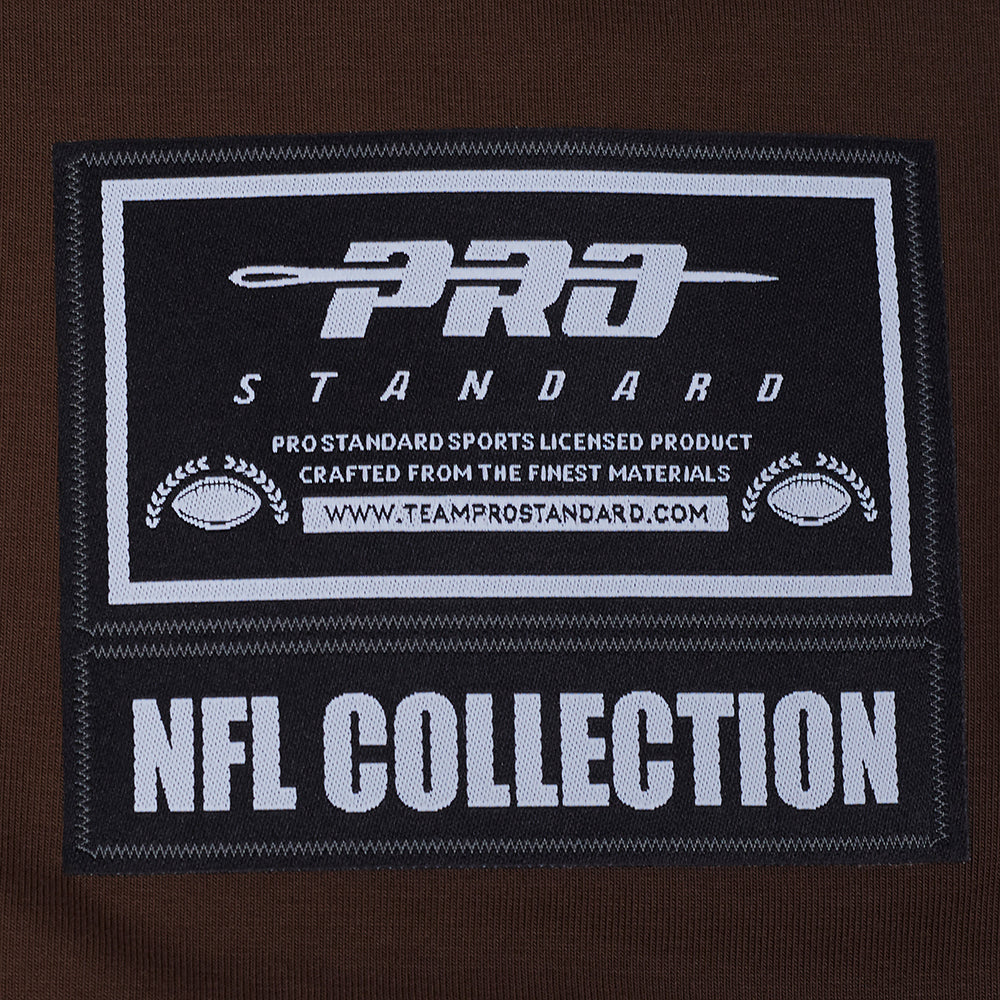 PRO
STANDARD
PRO STANDARD SPORTS LICENSED PRODUCT
CRAFTED FROM THE FINEST MATERIALS
WWW.TEAMPROSTANDARD.COM
NFL COLLECTION